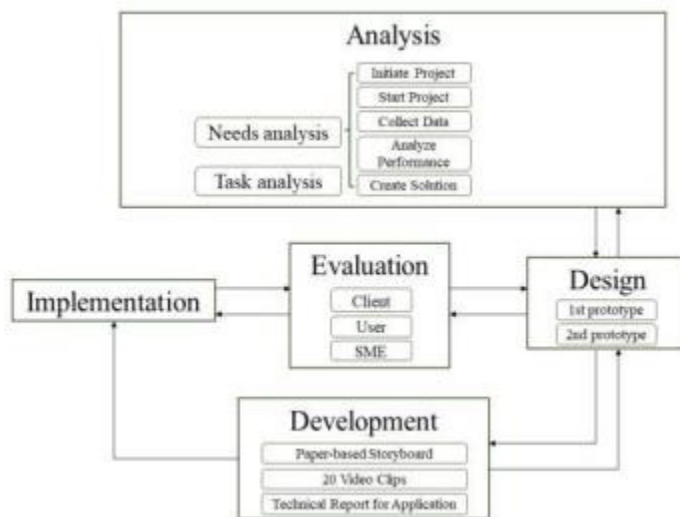 Analysis
Initiate Project
Start Project
Collect Data
Needs analysis
Analyze
Performance
Task analysis
Create Solution
Evaluation
Client
User
SME
Implementation
Design
1st prototype
2nd prototype
Development
Paper-based Storyboard
20 Video Clips
Technical Report for Application